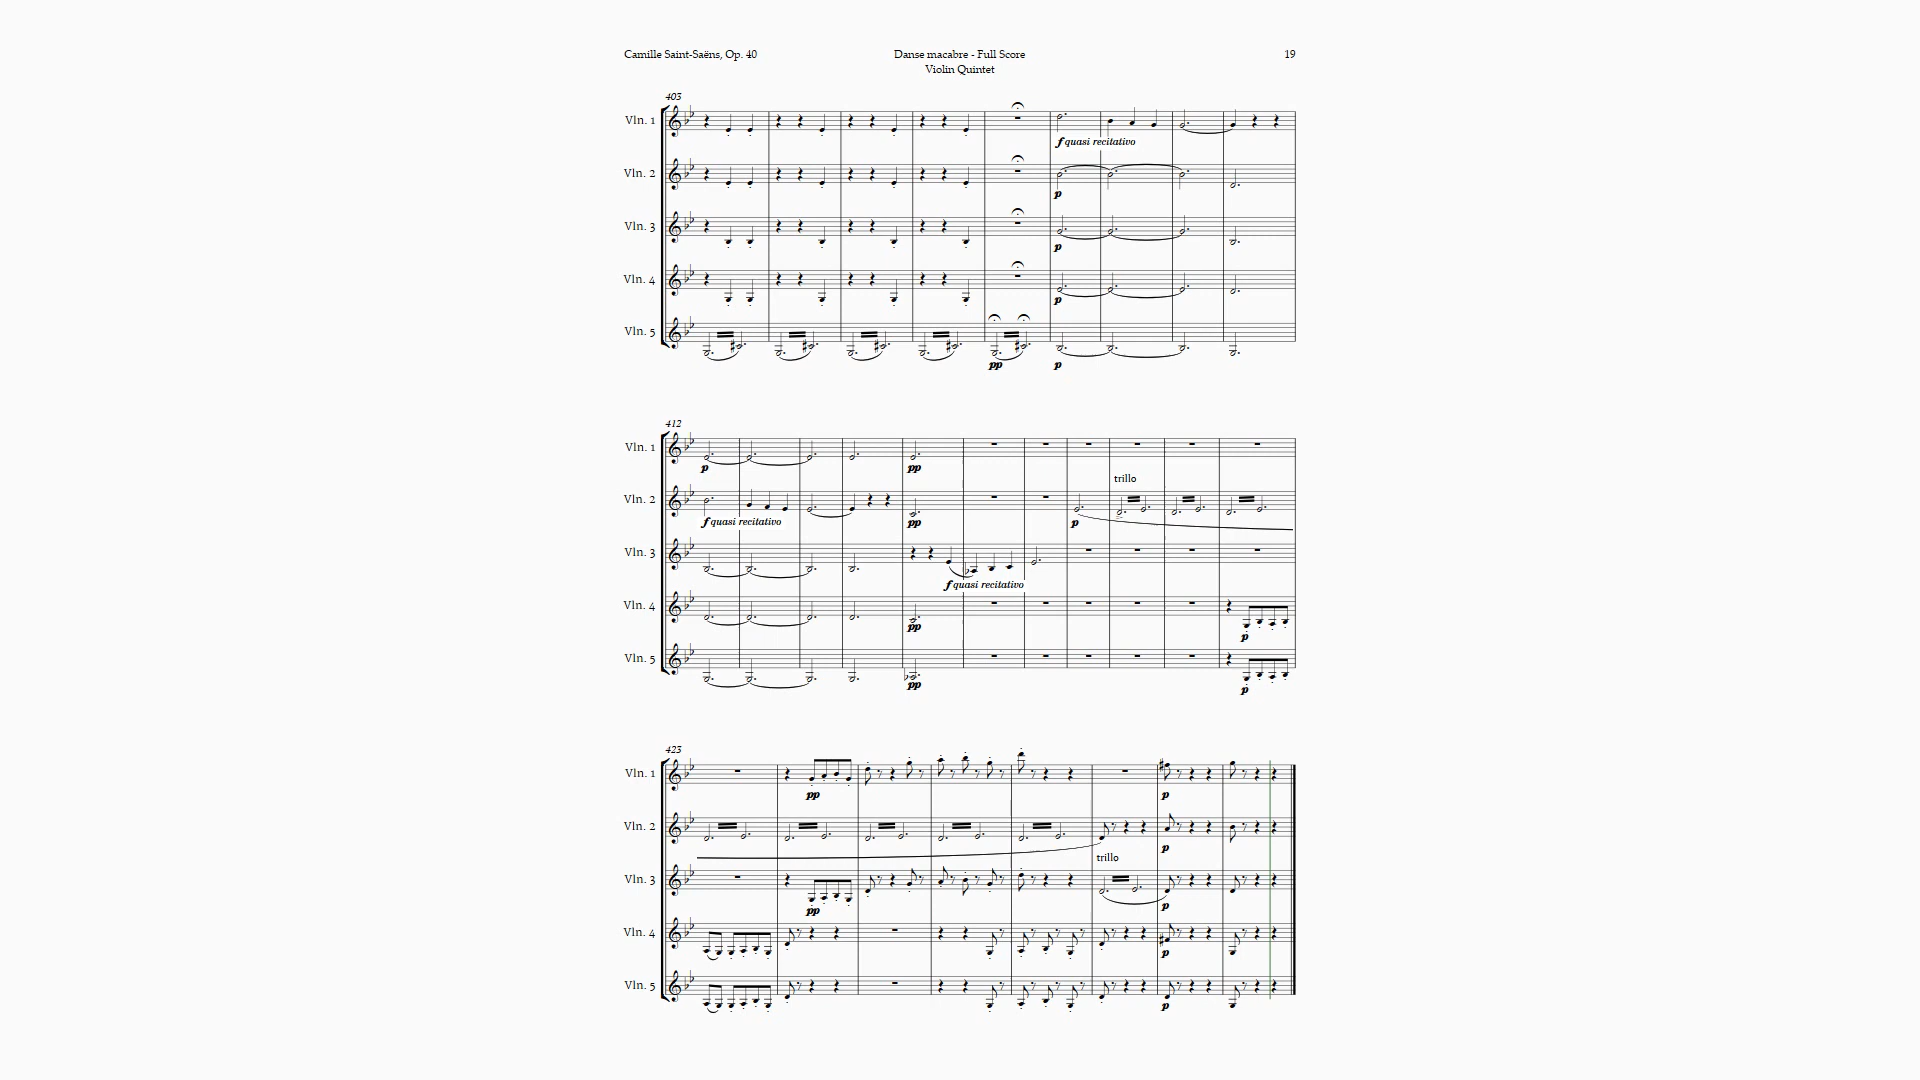 Camille Saint-Saëns, Op. 40
Danse macabre - Full Score
19
Violin Quintet
403
Vln. 1
f quasi recitativo
Vln. 2
p
Vln. 3
p
Vln. 4
p
Vln. 5
pp p
412
Vln. 1
p pp
trillo
Vln. 2
f quasi recitativo pp p
Vln. 3
f quasi recitativo
Vln. 4
pp p
Vln. 5
pp p
423
Vln. 1
pp p
Vln. 2
p
trillo
Vln. 3
pp p
Vln. 4
p
Vln. 5
p